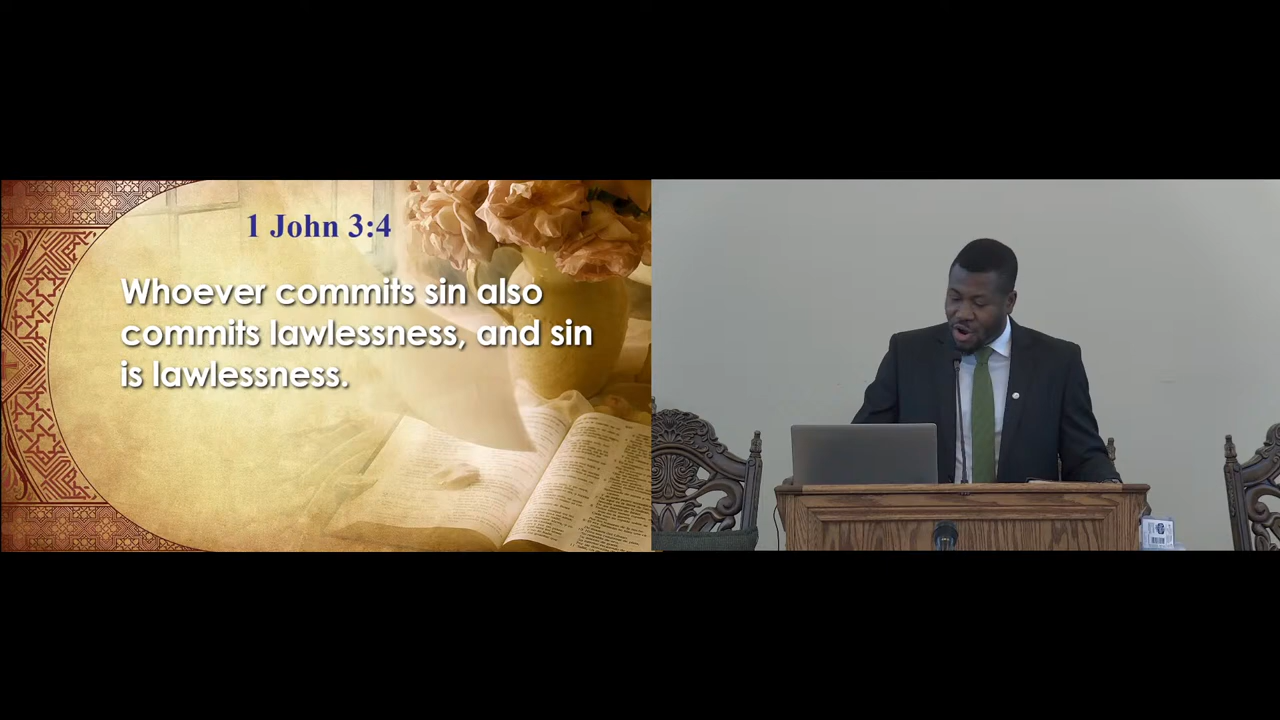 1 John 3:4
Whoever commits sin also
commits lawlessness, and sin
is lawlessness.